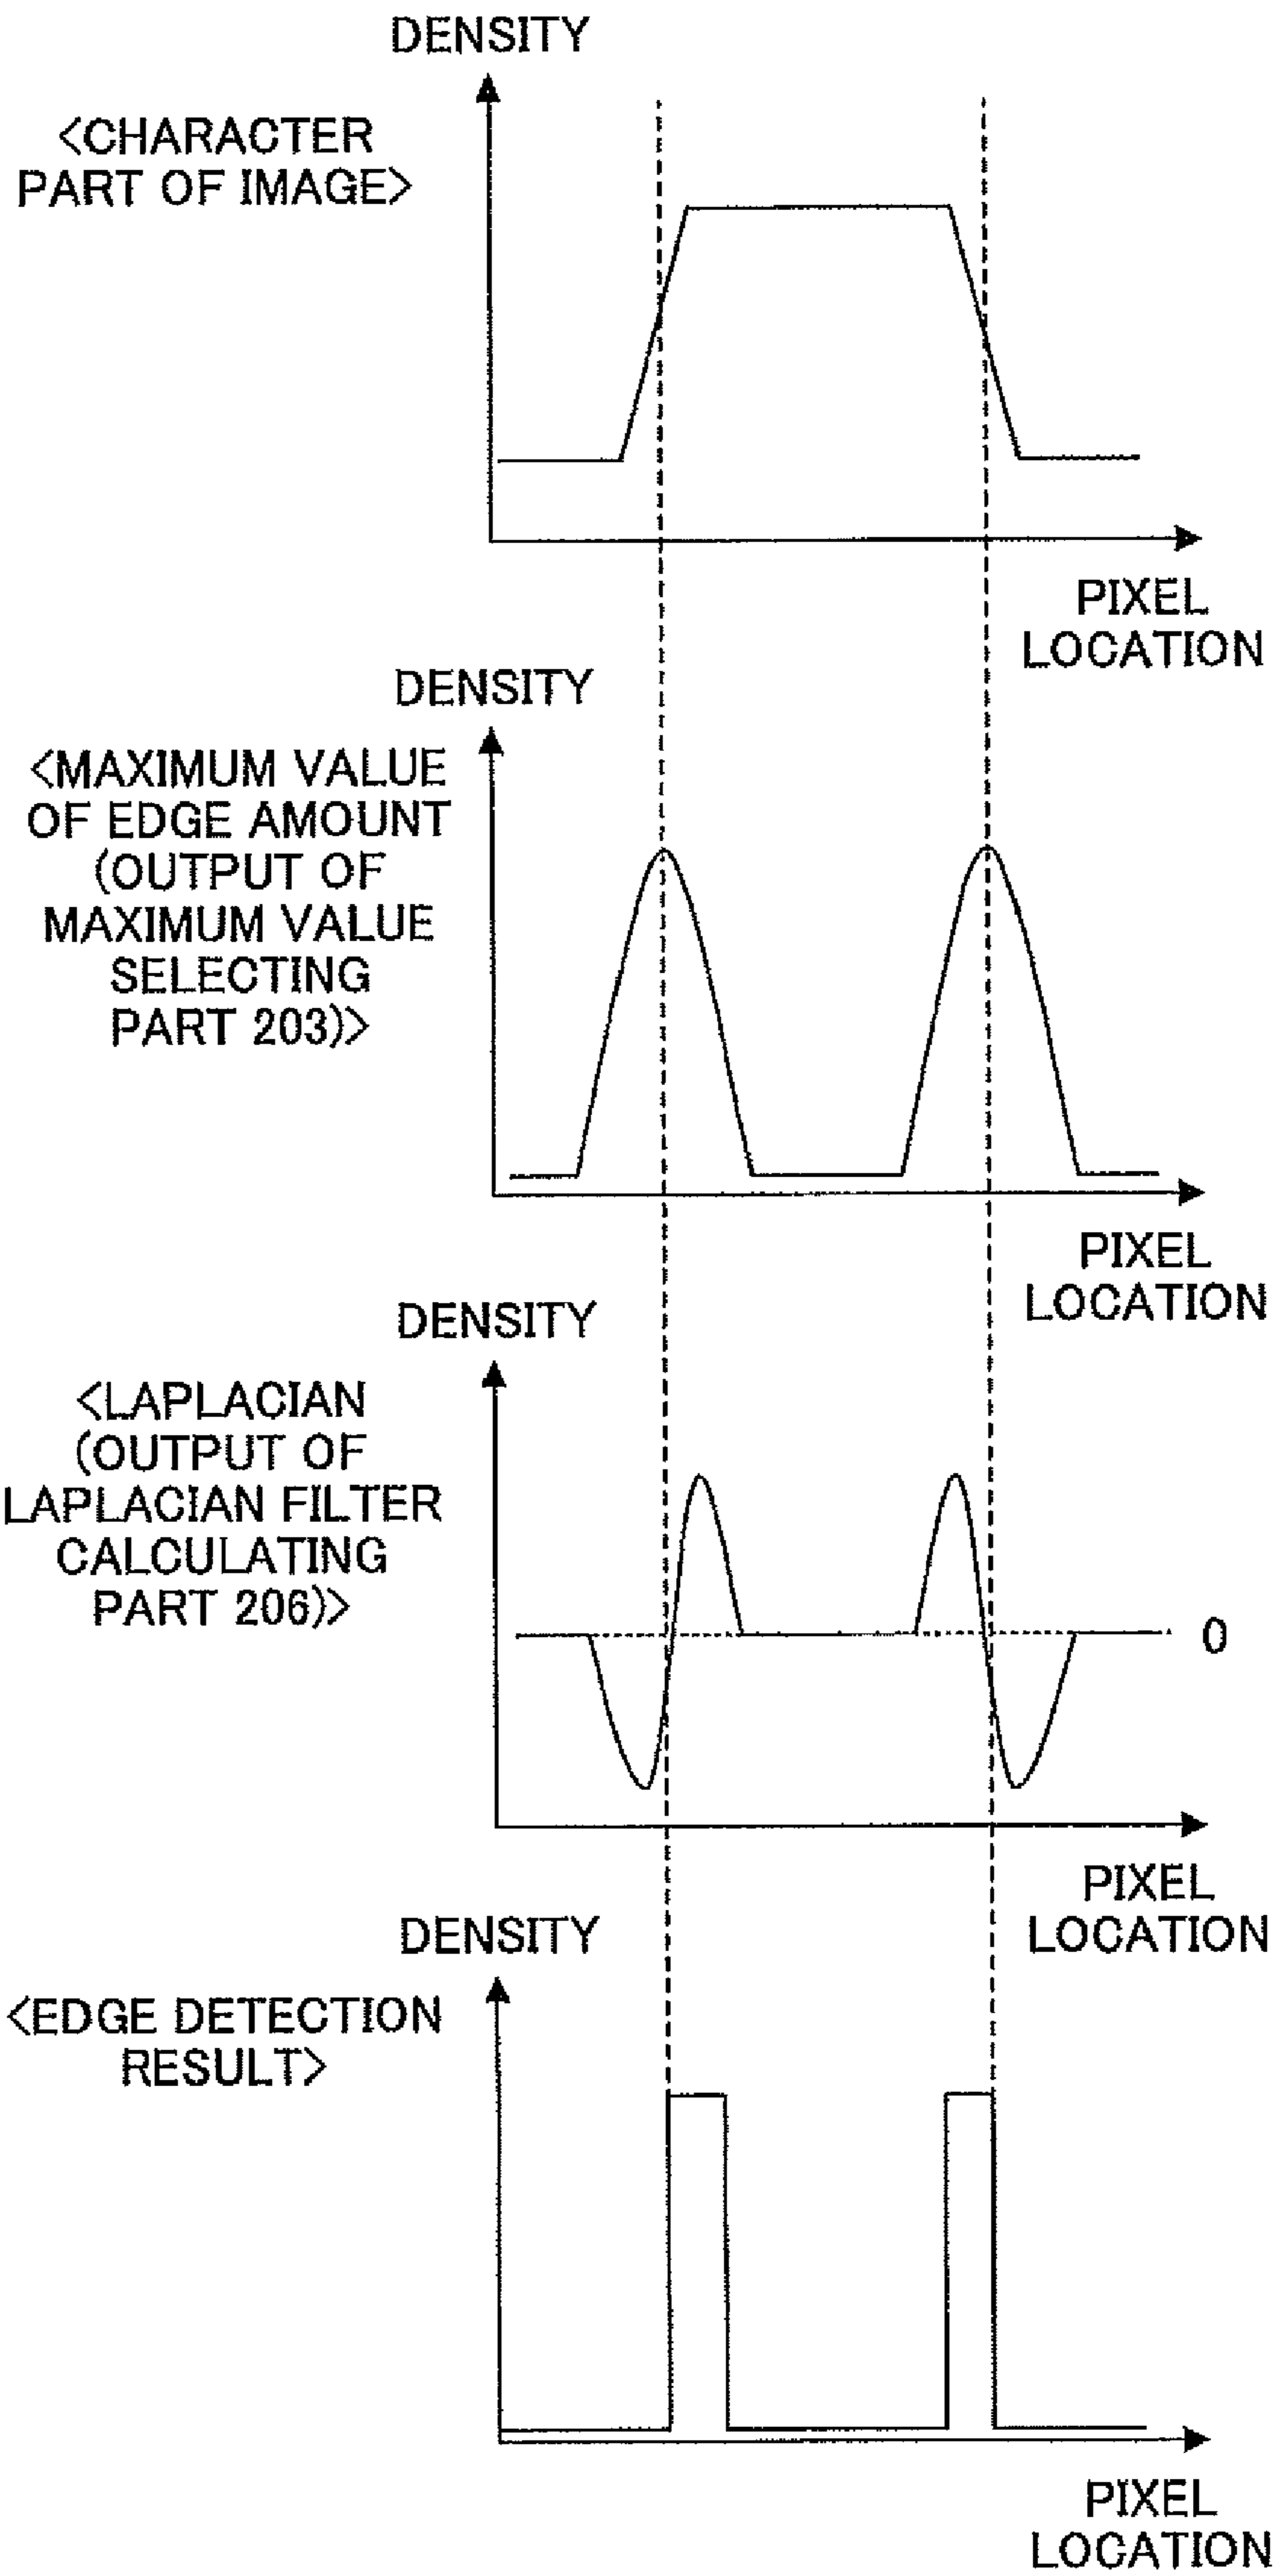 DENSITY
<CHARACTER
PART OF IMAGE>
PIXEL
LOCATION
DENSITY
<MAXIMUM VALUE
OF EDGE AMOUNT
(OUTPUT OF
MAXIMUM VALUE
SELECTING
PART 203)>
PIXEL
LOCATION
DENSITY
<LAPLACIAN
(OUTPUT OF
LAPLACIAN FILTER
CALCULATING
PART 206)>
0
PIXEL
LOCATION
DENSITY
<EDGE DETECTION
RESULT>
PIXEL
LOCATION